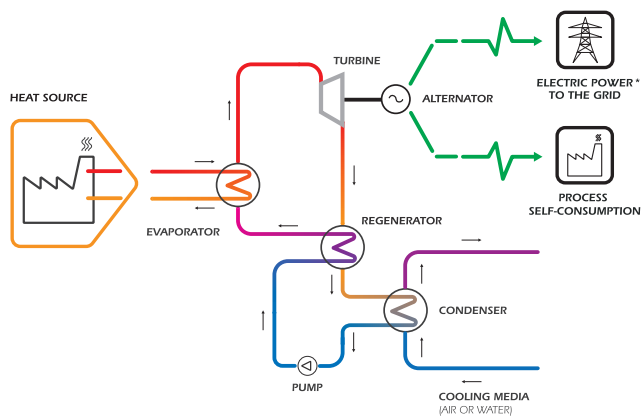 TURBINE
HEAT SOURCE
ALTERNATOR
ELECTRIC POWER *
TO THE GRID
PROCESS
SELF-CONSUMPTION
EVAPORATOR
REGENERATOR
CONDENSER
PUMP
COOLING MEDIA
(AIR OR WATER)